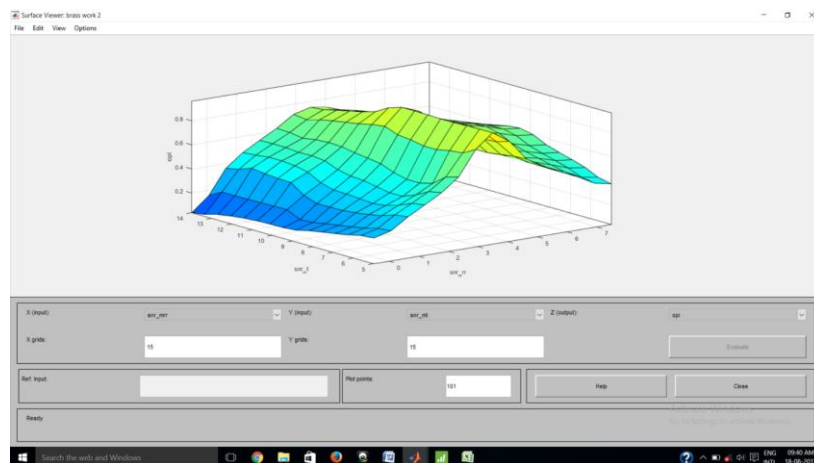 Surface Viewer: brass work 2
File Edit View Options
0.8
0.6
0.4
0.2
opi
14 13 12 11 10 9 8 7 6 5
0 1 2 3 4 5 6 7
X (input): snr_mrr Y (input): snr_mt Z (output): opi
X grids: 15 Y grids: 15 Evaluate
Ref. Input: Plot points: 101 Help Close
Ready
Search the web and Windows
ENG 09:40 AM